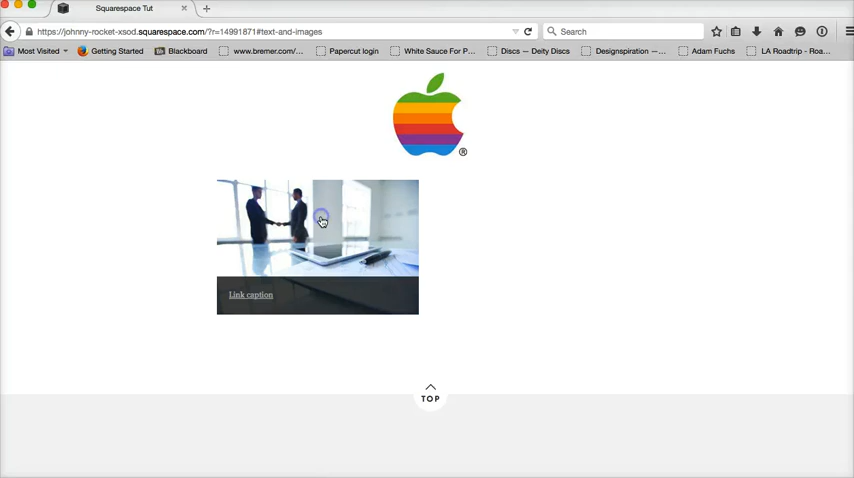 Squarespace Tut
https://johnny-rocket-xsod.squarespace.com/?r=14991871#text-and-images
Search
Most Visited
Getting Started
Blackboard
www.bremer.com/...
Papercut login
White Sauce For P...
Discs — Deity Discs
Designspiration —...
Adam Fuchs
LA Roadtrip - Roa...
®
Link caption
TOP